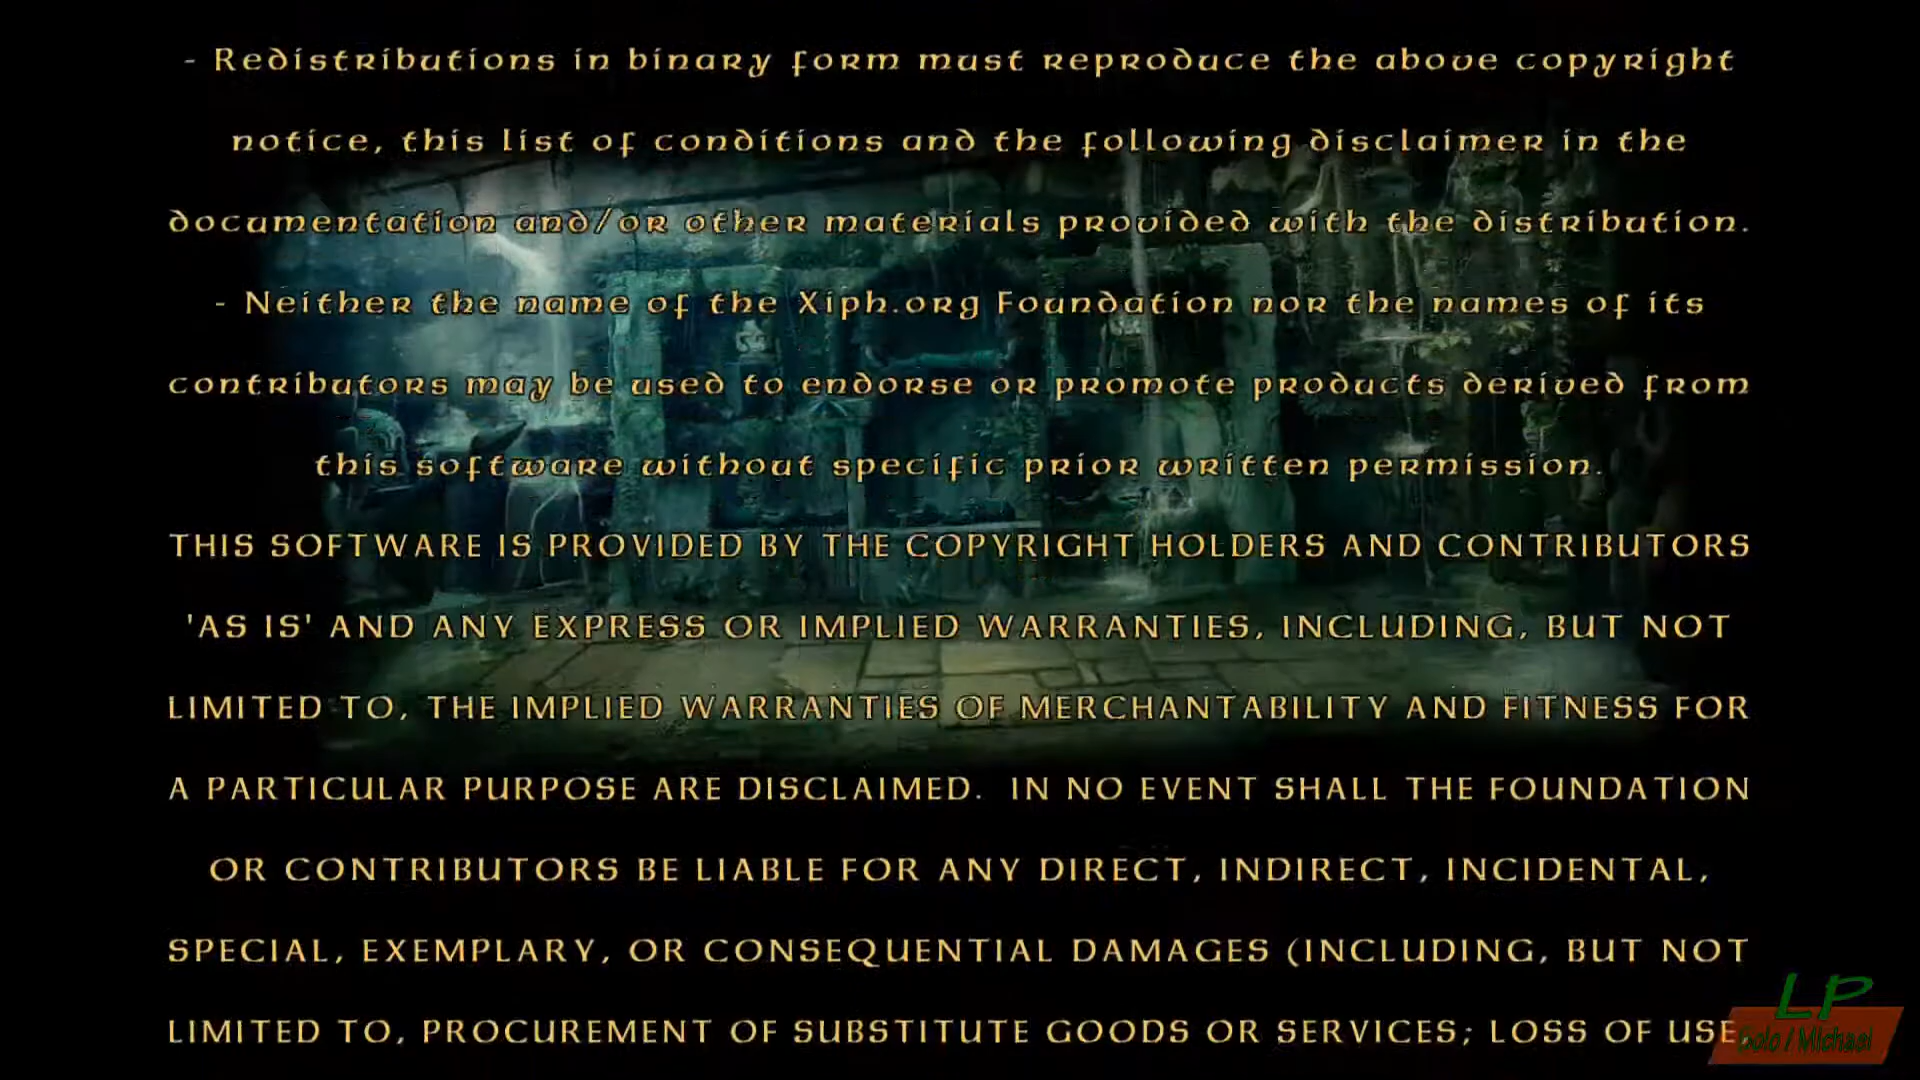 - Redistributions in binary form must reproduce the above copyright
notice, this list of conditions and the following disclaimer in the
documentation and/or other materials provided with the distribution.
- Neither the name of the Xiph.org Foundation nor the names of its
contributors may be used to endorse or promote products derived from
this software without specific prior written permission.
THIS SOFTWARE IS PROVIDED BY THE COPYRIGHT HOLDERS AND CONTRIBUTORS
'AS IS' AND ANY EXPRESS OR IMPLIED WARRANTIES, INCLUDING, BUT NOT
LIMITED TO, THE IMPLIED WARRANTIES OF MERCHANTABILITY AND FITNESS FOR
A PARTICULAR PURPOSE ARE DISCLAIMED. IN NO EVENT SHALL THE FOUNDATION
OR CONTRIBUTORS BE LIABLE FOR ANY DIRECT, INDIRECT, INCIDENTAL,
SPECIAL, EXEMPLARY, OR CONSEQUENTIAL DAMAGES (INCLUDING, BUT NOT
LIMITED TO, PROCUREMENT OF SUBSTITUTE GOODS OR SERVICES; LOSS OF USE,
LP
Golo / Michael